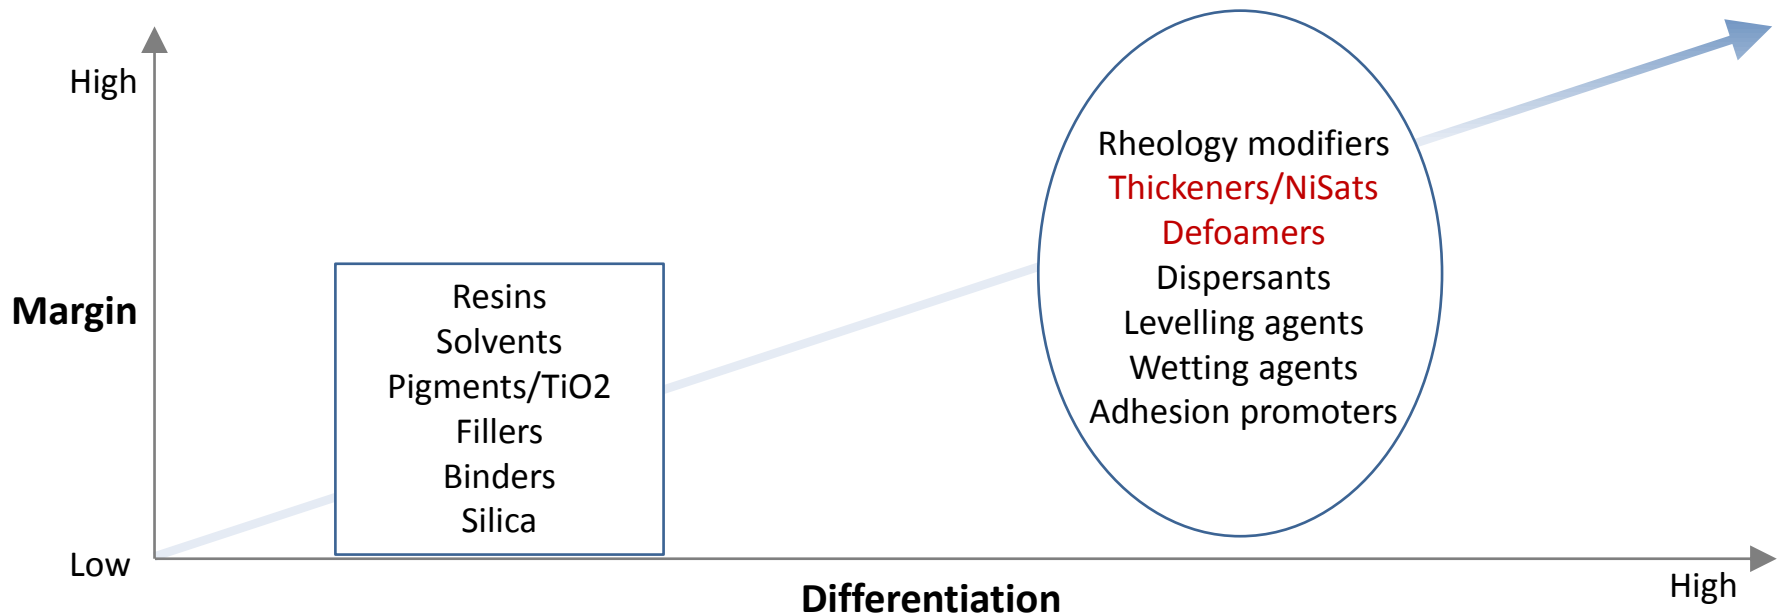 High
Margin
Low
Resins
Solvents
Pigments/TiO2
Fillers
Binders
Silica
Rheology modifiers
Thickeners/NiSats
Defoamers
Dispersants
Levelling agents
Wetting agents
Adhesion promoters
Differentiation
High